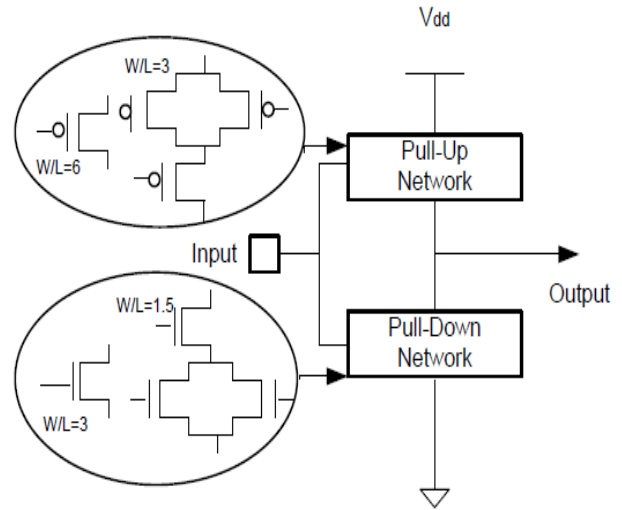 Vdd
W/L=3
W/L=6
Pull-Up
Network
Input
Output
W/L=1.5
W/L=3
Pull-Down
Network